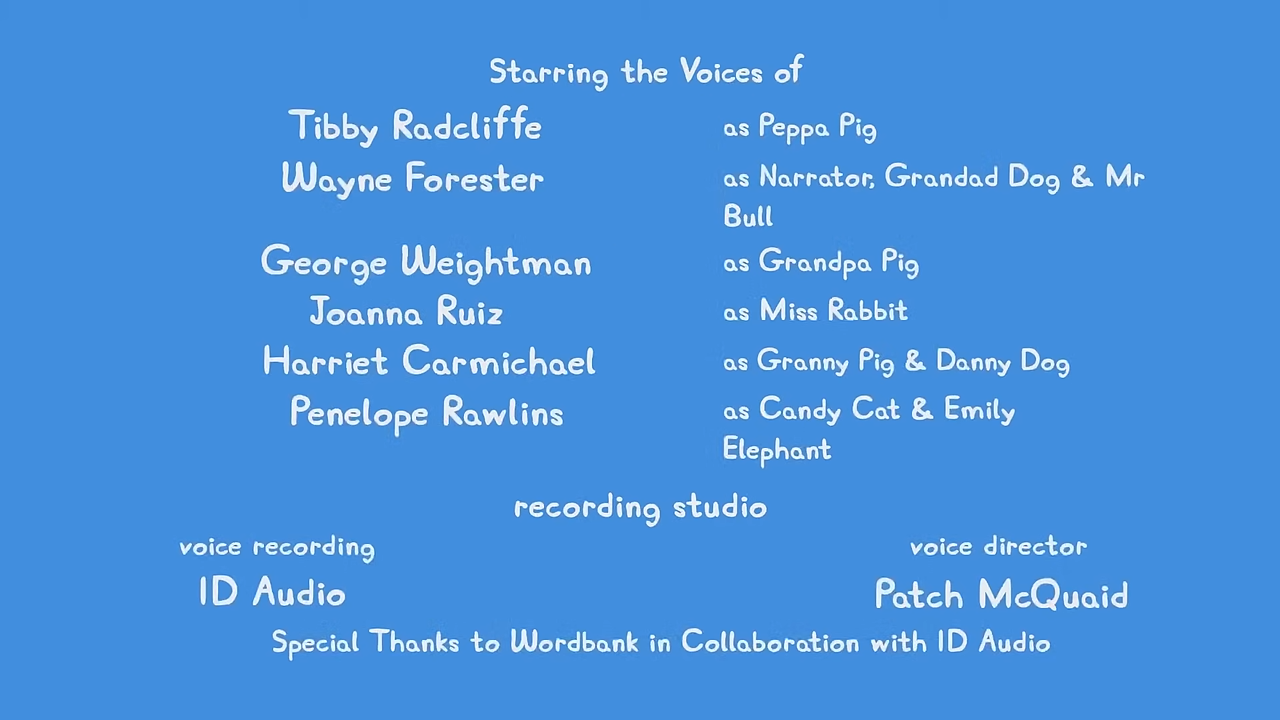 Starring the Voices of
Tibby Radcliffe as Peppa Pig
Wayne Forester as Narrator, Grandad Dog & Mr
Bull
George Weightman as Grandpa Pig
Joanna Ruiz as Miss Rabbit
Harriet Carmichael as Granny Pig & Danny Dog
Penelope Rawlins as Candy Cat & Emily
Elephant
recording studio
voice recording voice director
ID Audio Patch McQuaid
Special Thanks to Wordbank in Collaboration with ID Audio